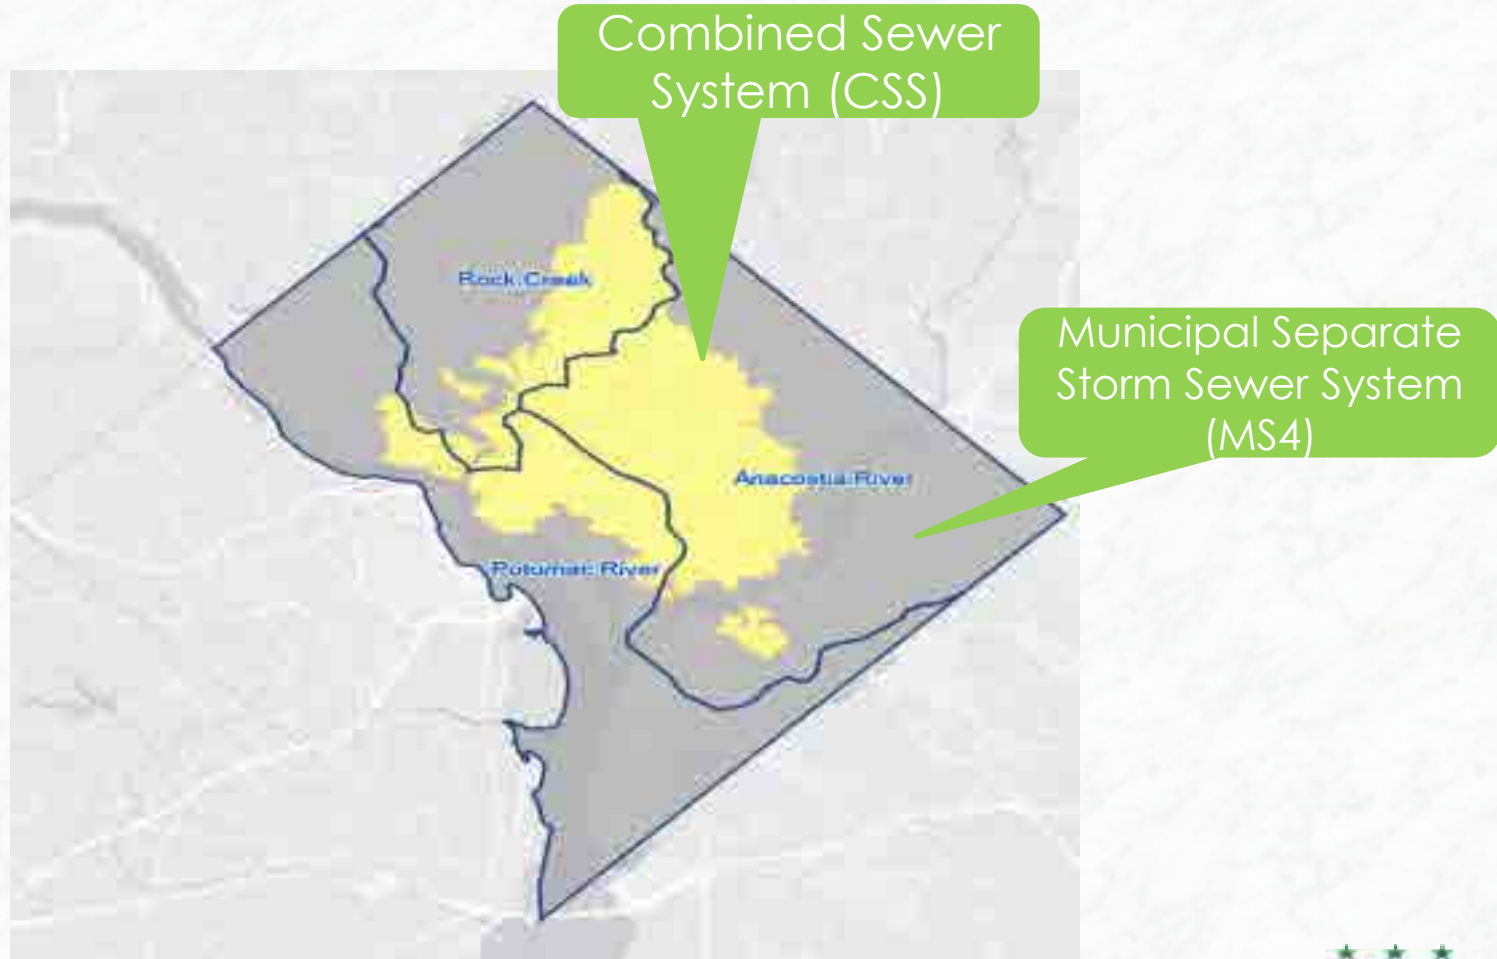 Combined Sewer
System (CSS)
Rock Creek
Municipal Separate
Storm Sewer System
(MS4)
Anacostia River
Potomac River